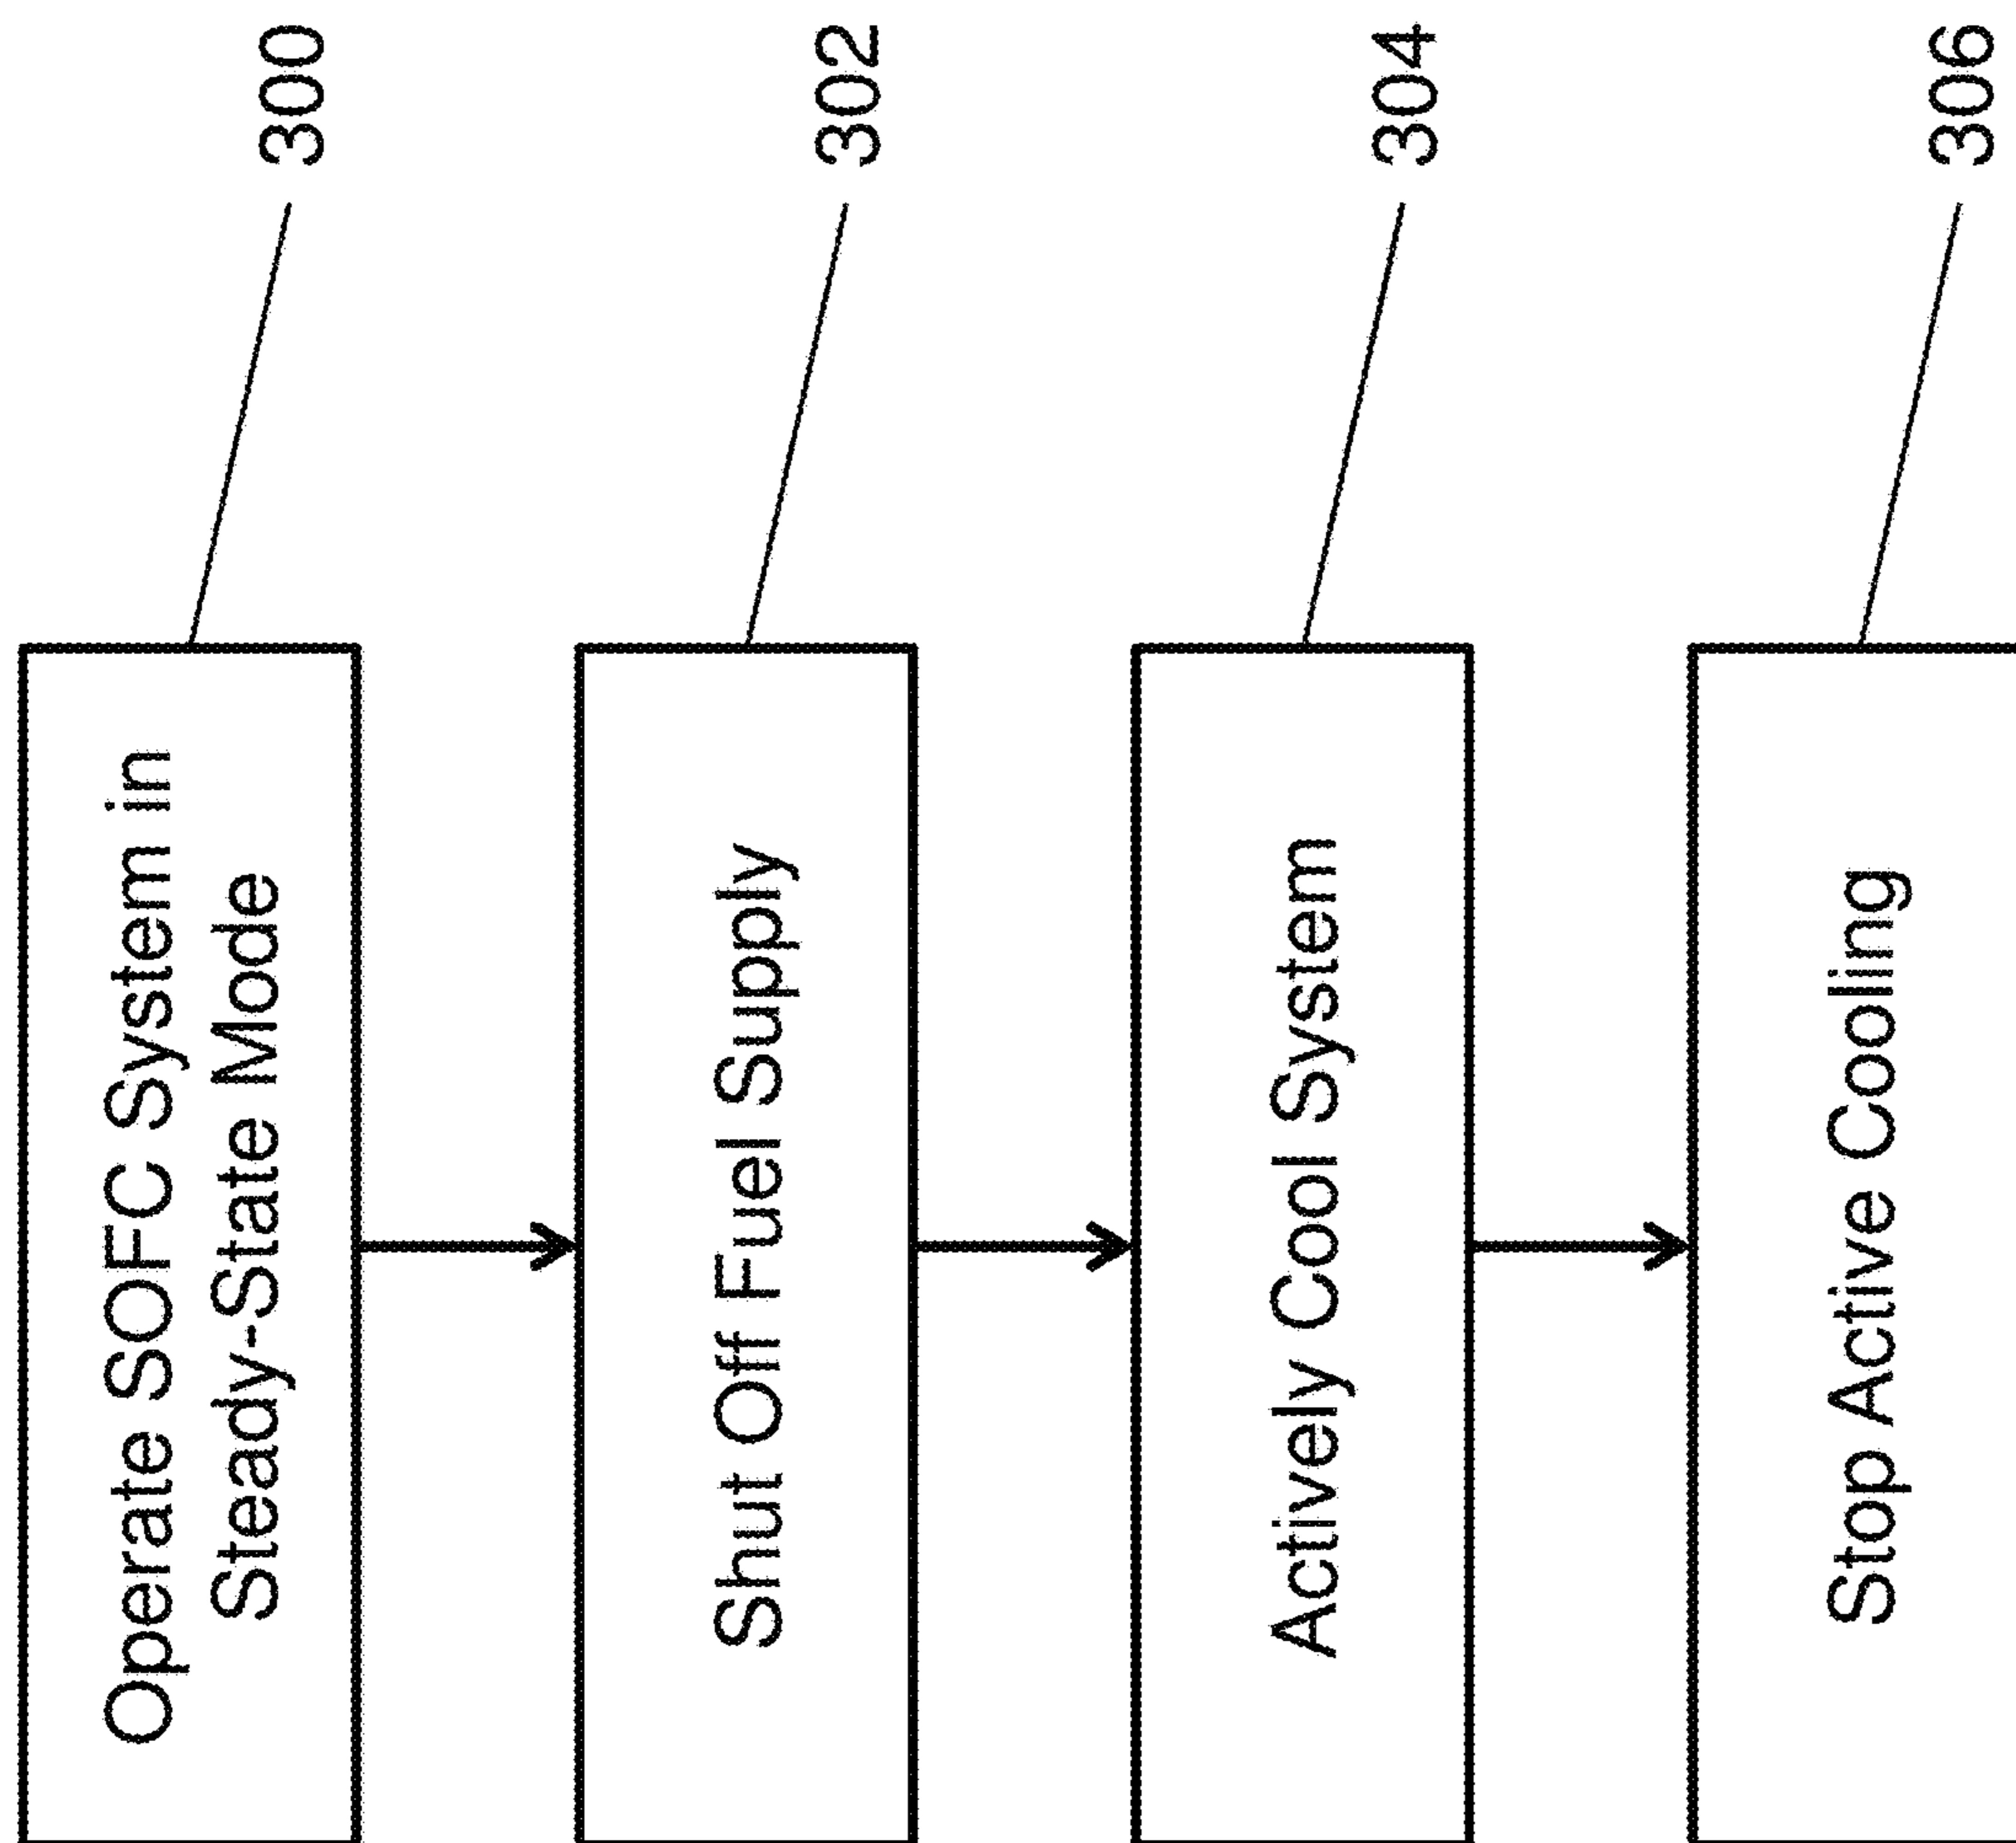 Operate SOFC System in
Steady-State Mode
300
Shut Off Fuel Supply
302
Actively Cool System
304
Stop Active Cooling
306